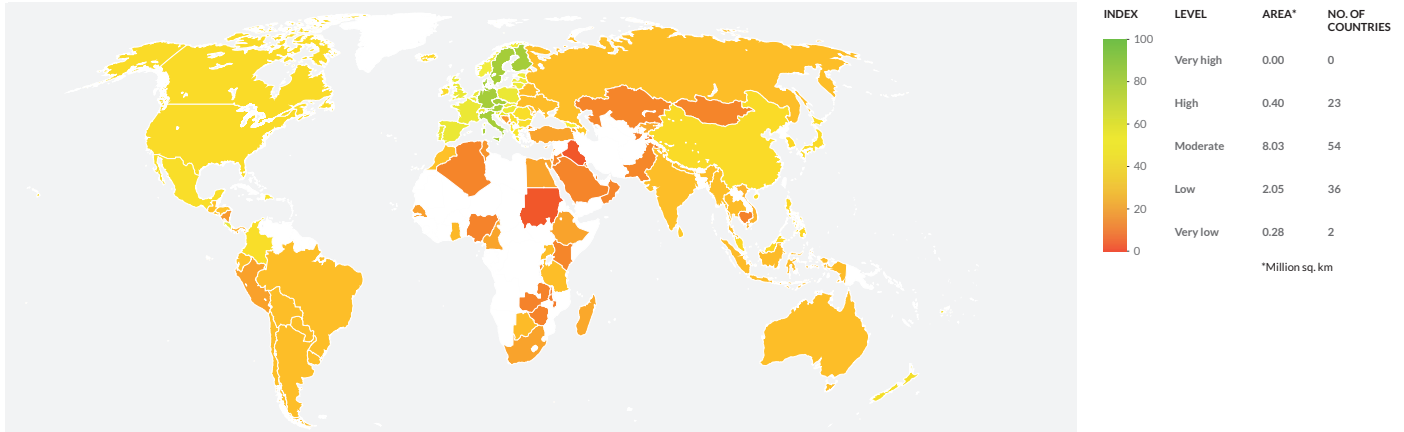 INDEX LEVEL AREA* NO. OF
COUNTRIES
100
Very high 0.00 0
80
High 0.40 23
60
Moderate 8.03 54
40
Low 2.05 36
20
Very low 0.28 2
0
*Million sq. km